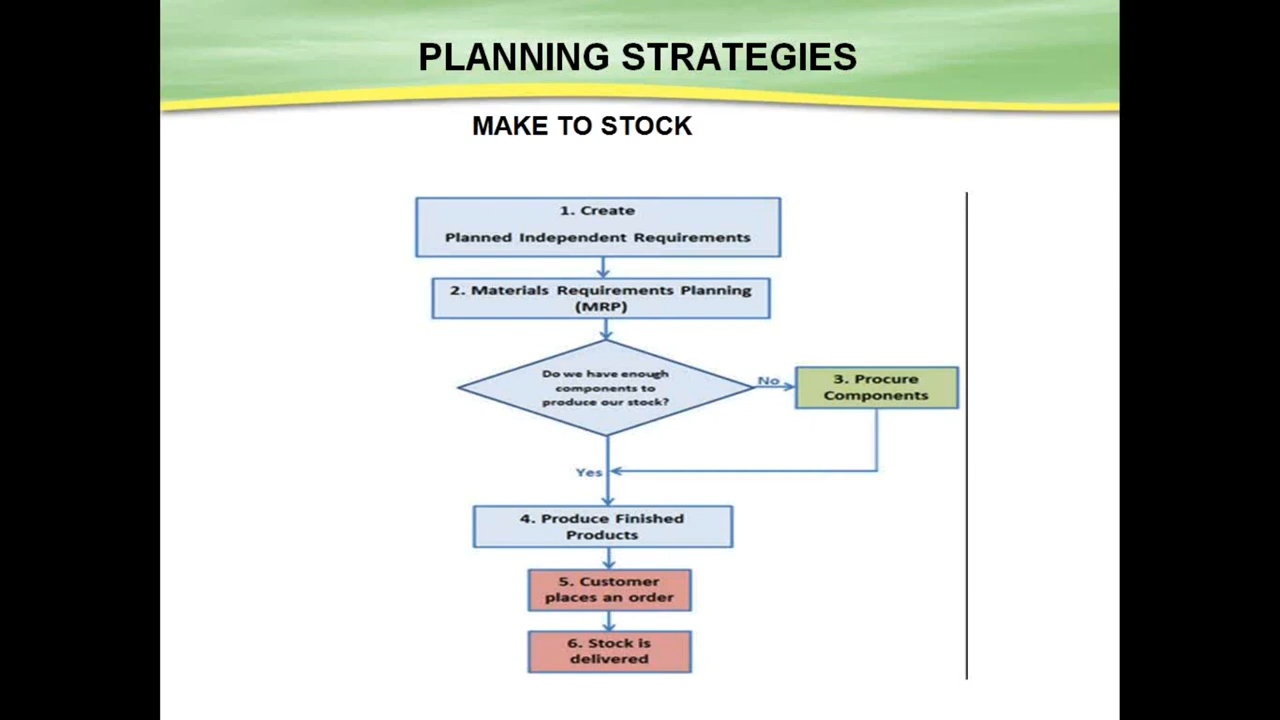 PLANNING STRATEGIES
MAKE TO STOCK
1. Create
Planned Independent Requirements
2. Materials Requirements Planning
(MRP)
Do we have enough
components to
produce our stock?
No
3. Procure
Components
Yes
4. Produce Finished
Products
5. Customer
places an order
6. Stock is
delivered